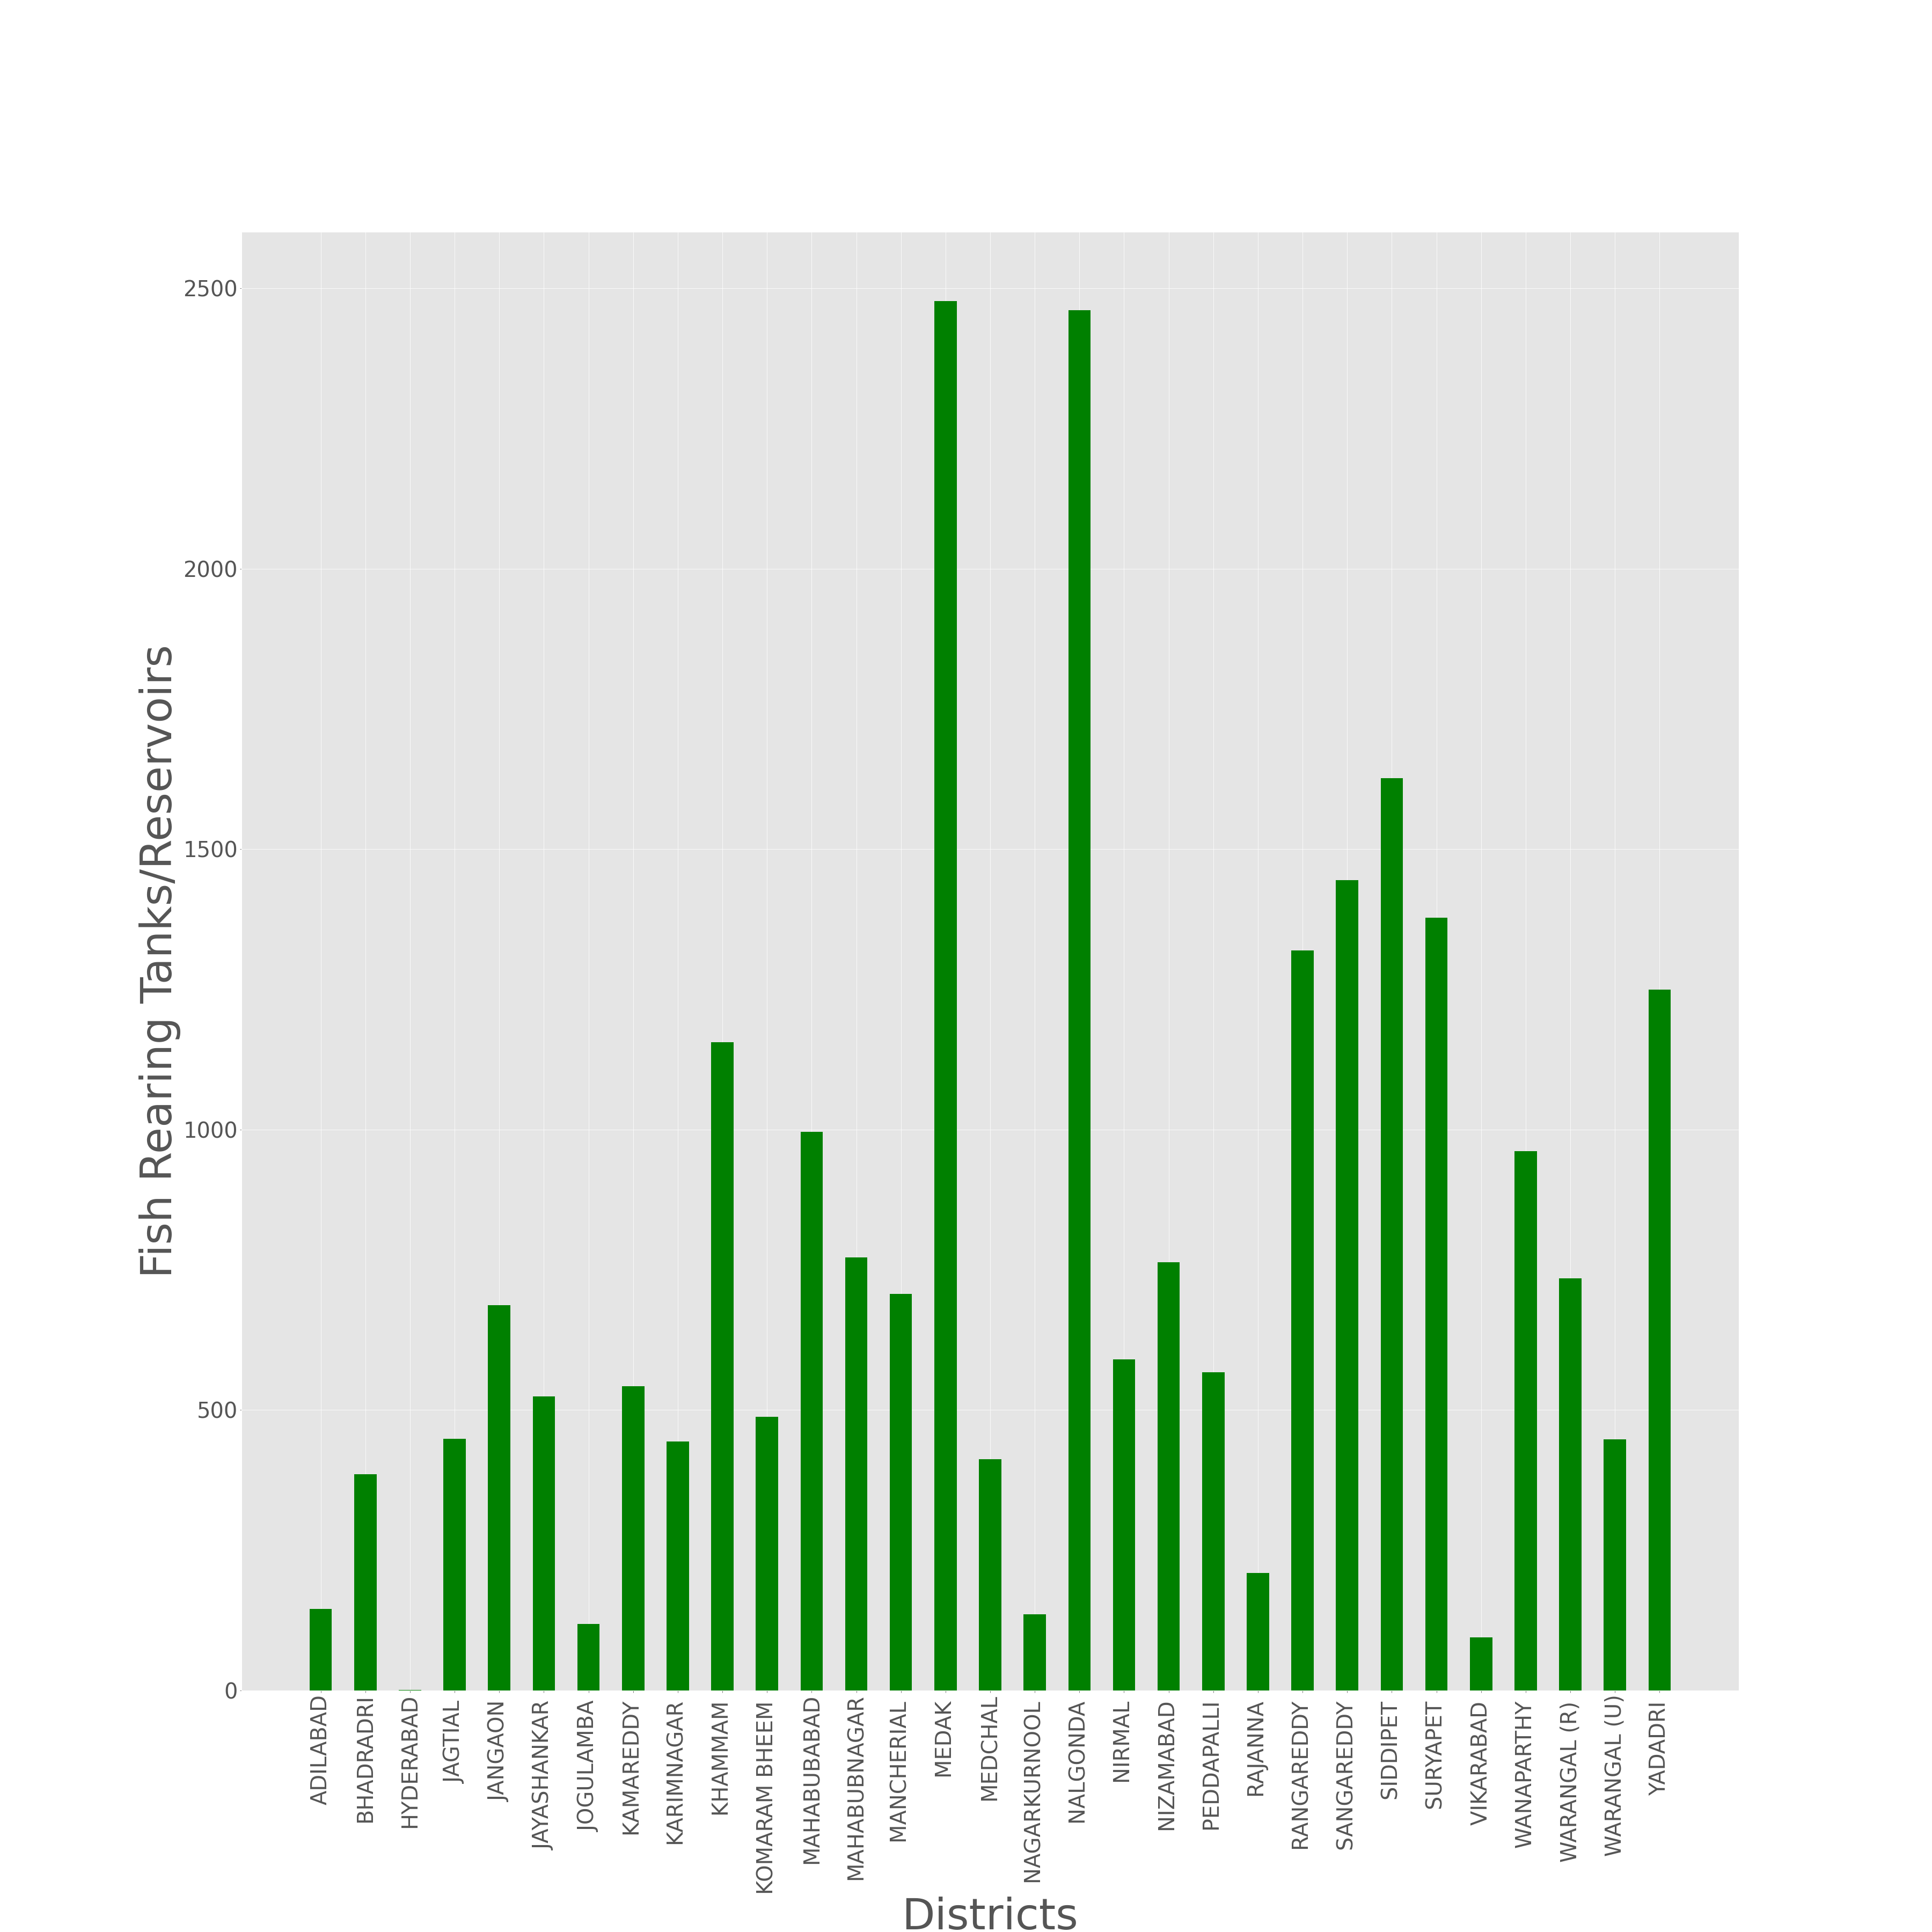 Fish Rearing Tanks/Reservoirs
2500
2000
1500
1000
500
0
ADILABAD
BHADRADRI
HYDERABAD
JAGTIAL
JANGAON
JAYASHANKAR
JOGULAMBA
KAMAREDDY
KARIMNAGAR
KHAMMAM
KOMARAM BHEEM
MAHABUBABAD
MAHABUBNAGAR
MANCHERIAL
MEDAK
MEDCHAL
NAGARKURNOOL
NALGONDA
NIRMAL
NIZAMABAD
PEDDAPALLI
RAJANNA
RANGAREDDY
SANGAREDDY
SIDDIPET
SURYAPET
VIKARABAD
WANAPARTHY
WARANGAL (R)
WARANGAL (U)
YADADRI
Districts